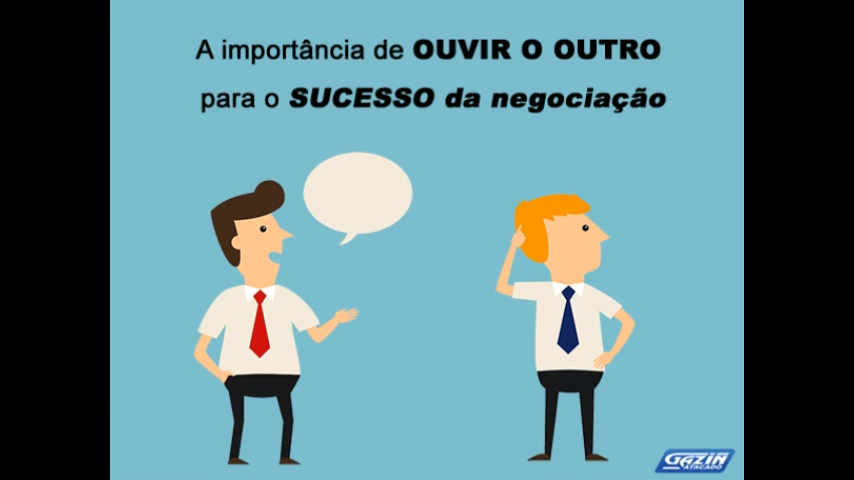 A importância de OUVIR O OUTRO
para o SUCESSO da negociação
GAZIN
ATACADO